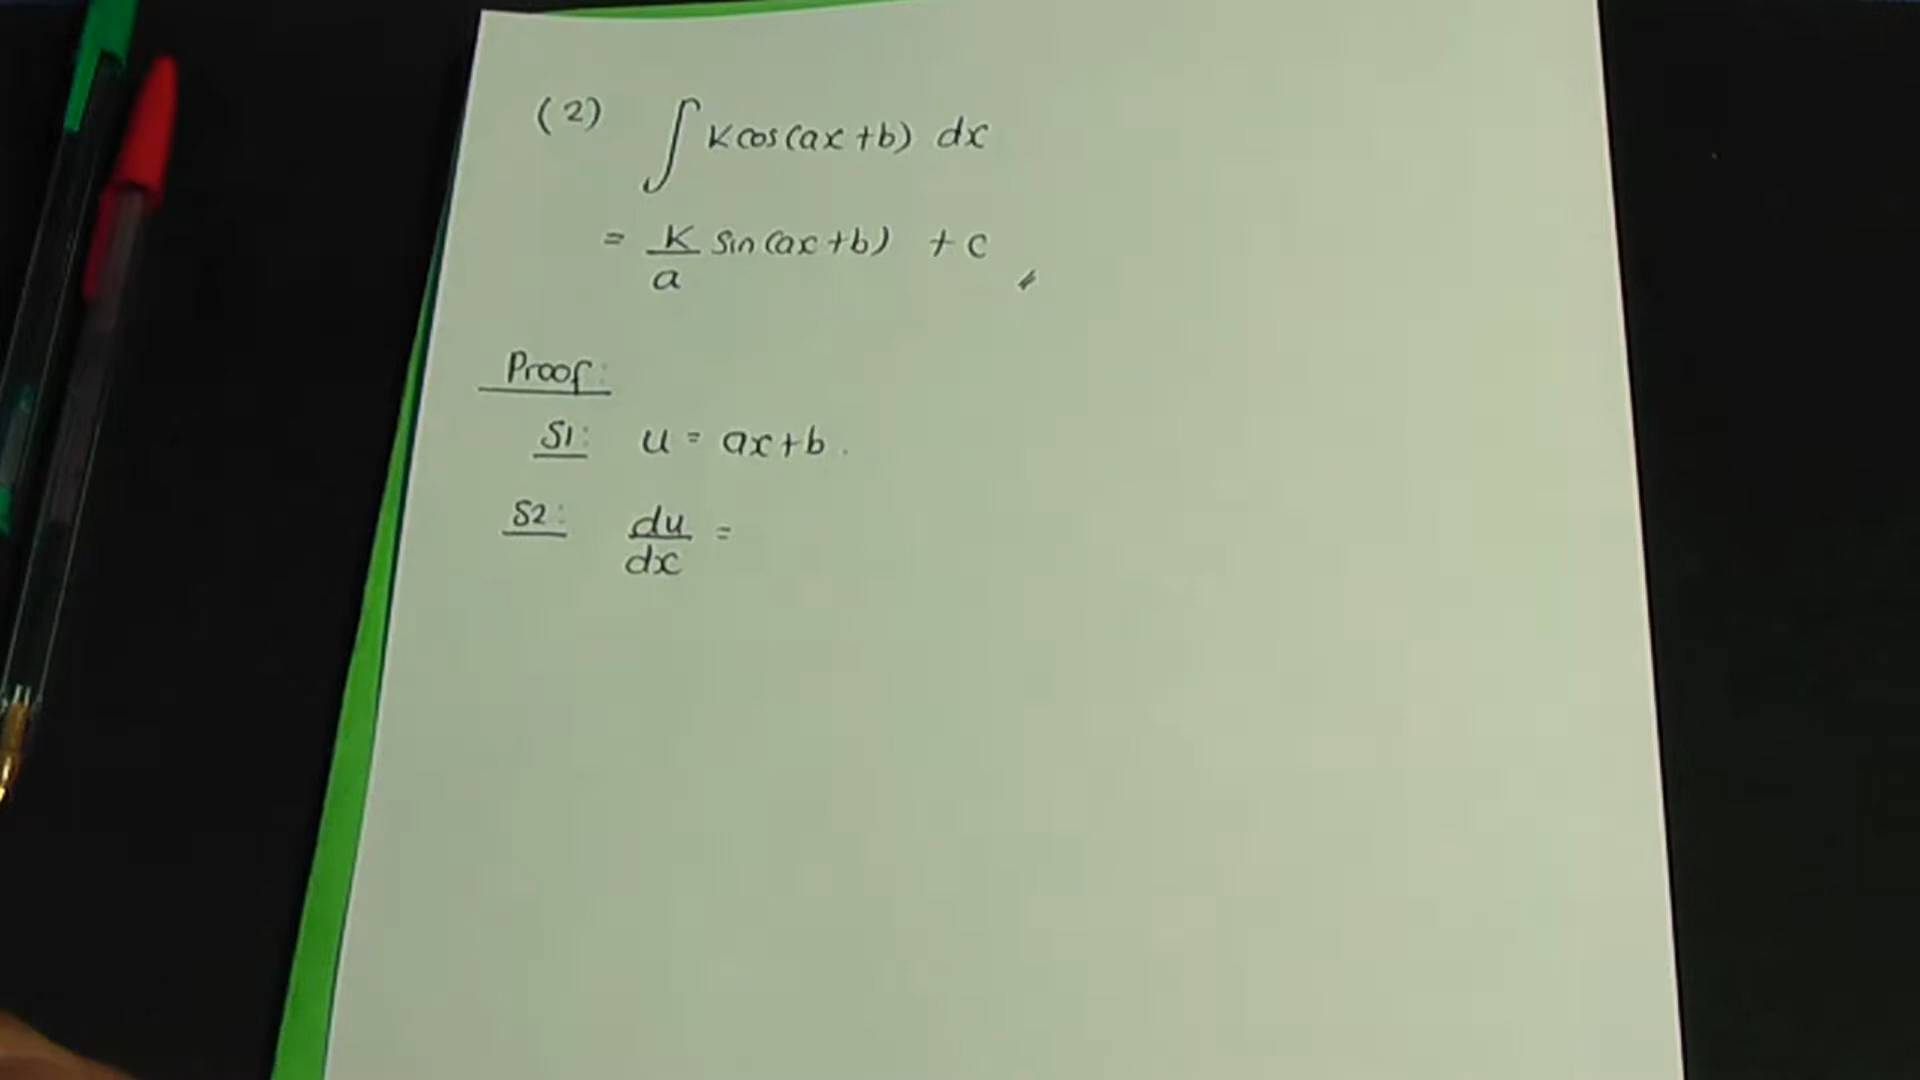 (2) ∫ K cos(ax+b) dx
= K/a sin(ax+b) + c
Proof:
S1: u = ax+b.
S2: du/dx =